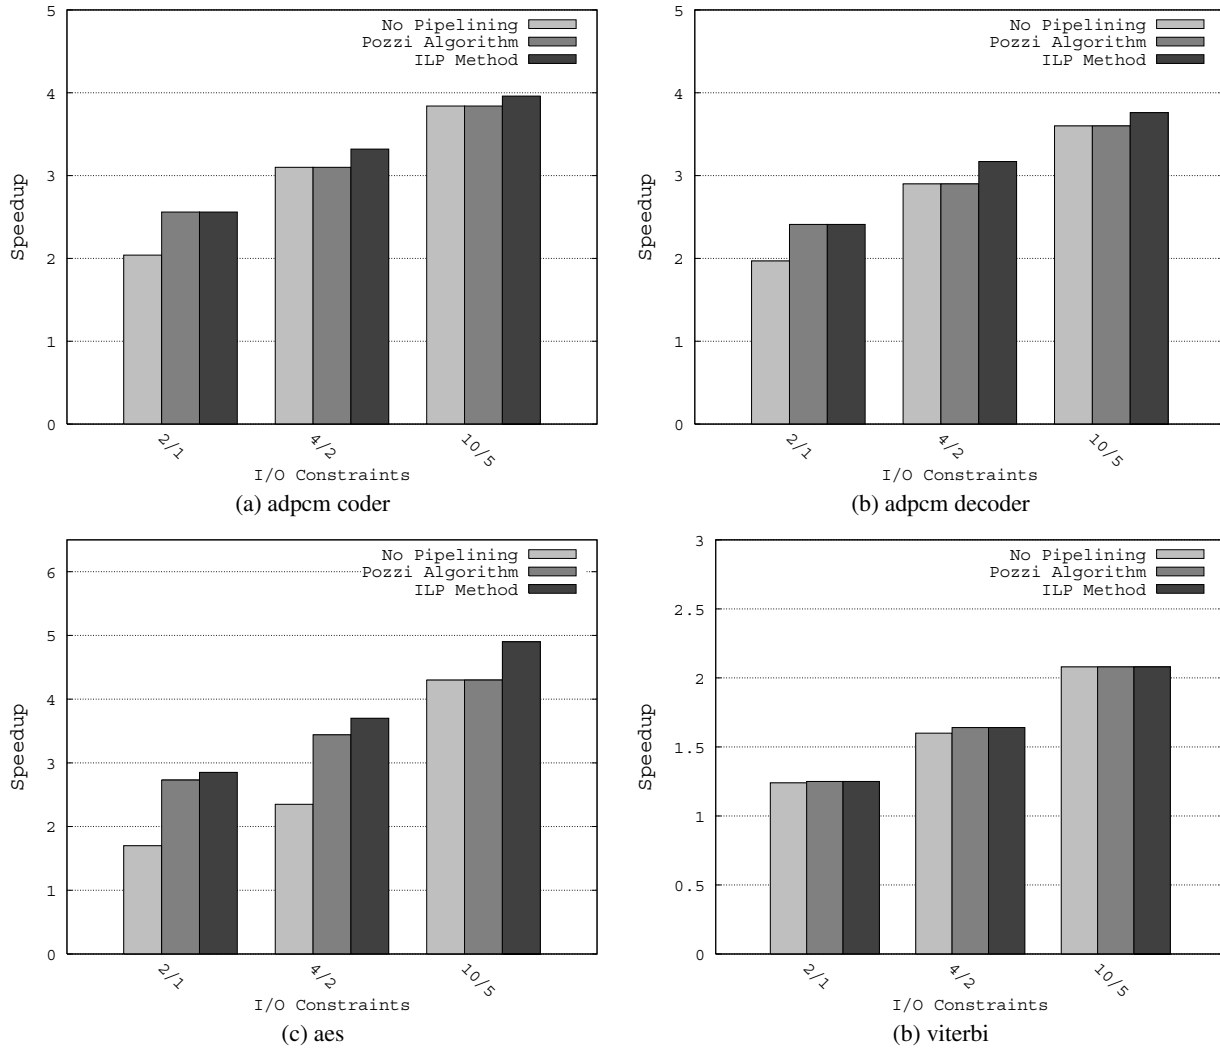 5
4
3
2
1
0
Speedup
No Pipelining
Pozzi Algorithm
ILP Method
2/1
4/2
10/5
I/O Constraints
(a) adpcm coder
5
4
3
2
1
0
Speedup
No Pipelining
Pozzi Algorithm
ILP Method
2/1
4/2
10/5
I/O Constraints
(b) adpcm decoder
6
5
4
3
2
1
0
Speedup
No Pipelining
Pozzi Algorithm
ILP Method
2/1
4/2
10/5
I/O Constraints
(c) aes
3
2.5
2
1.5
1
0.5
0
Speedup
No Pipelining
Pozzi Algorithm
ILP Method
2/1
4/2
10/5
I/O Constraints
(b) viterbi